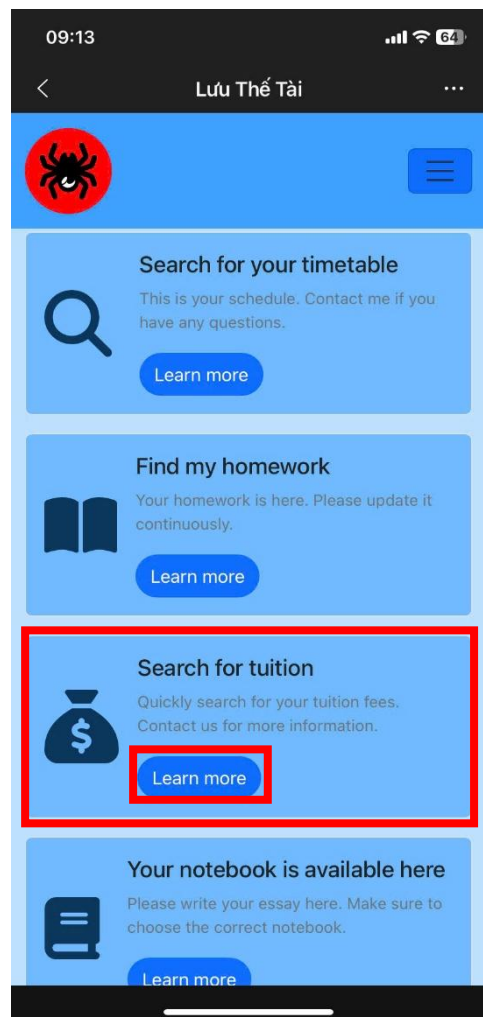 09:13
64
Lưu Thế Tài
Search for your timetable
This is your schedule. Contact me if you
have any questions.
Learn more
Find my homework
Your homework is here. Please update it
continuously.
Learn more
Search for tuition
Quickly search for your tuition fees.
Contact us for more information.
Learn more
Your notebook is available here
Please write your essay here. Make sure to
choose the correct notebook.
Learn more